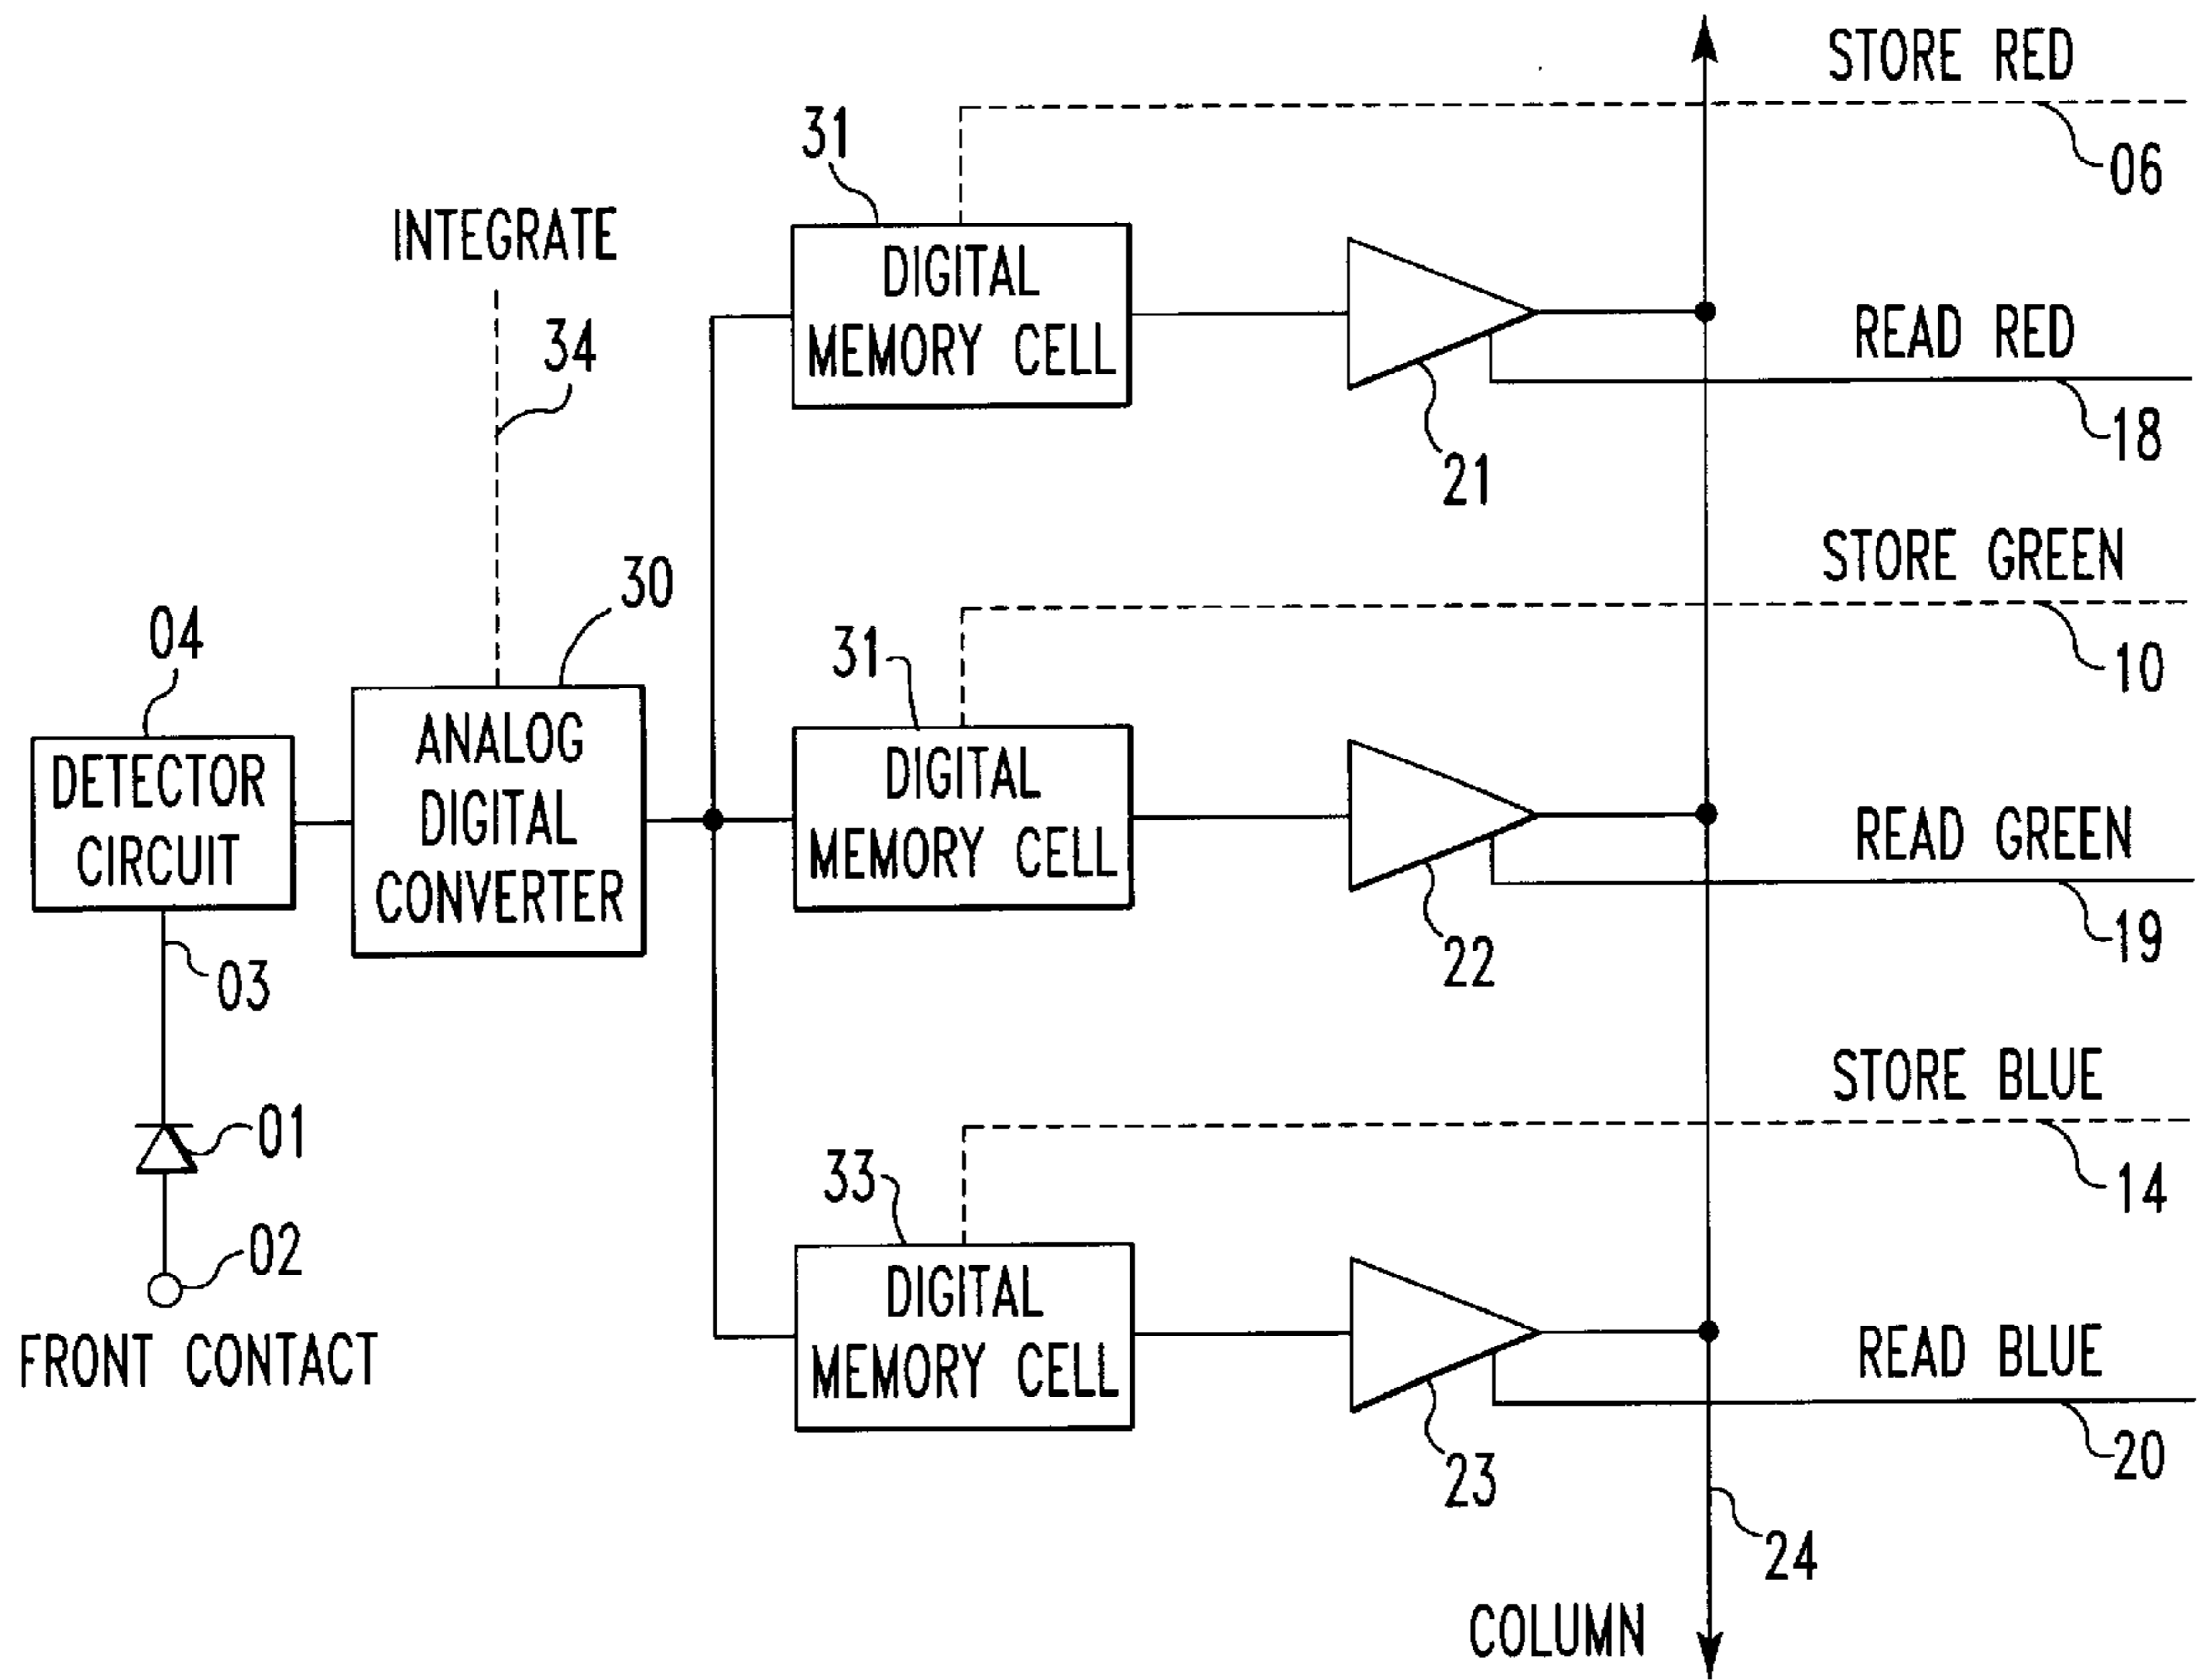 STORE RED
06
31
INTEGRATE
34
DIGITAL
MEMORY CELL
READ RED
18
21
STORE GREEN
10
30
04
31
ANALOG
DIGITAL
CONVERTER
DETECTOR
CIRCUIT
DIGITAL
MEMORY CELL
READ GREEN
19
22
03
STORE BLUE
14
01
33
02
FRONT CONTACT
DIGITAL
MEMORY CELL
READ BLUE
20
23
24
COLUMN